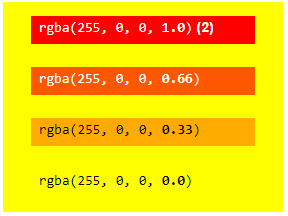 rgba(255, 0, 0, 1.0) (2)
rgba(255, 0, 0, 0.66)
rgba(255, 0, 0, 0.33)
rgba(255, 0, 0, 0.0)